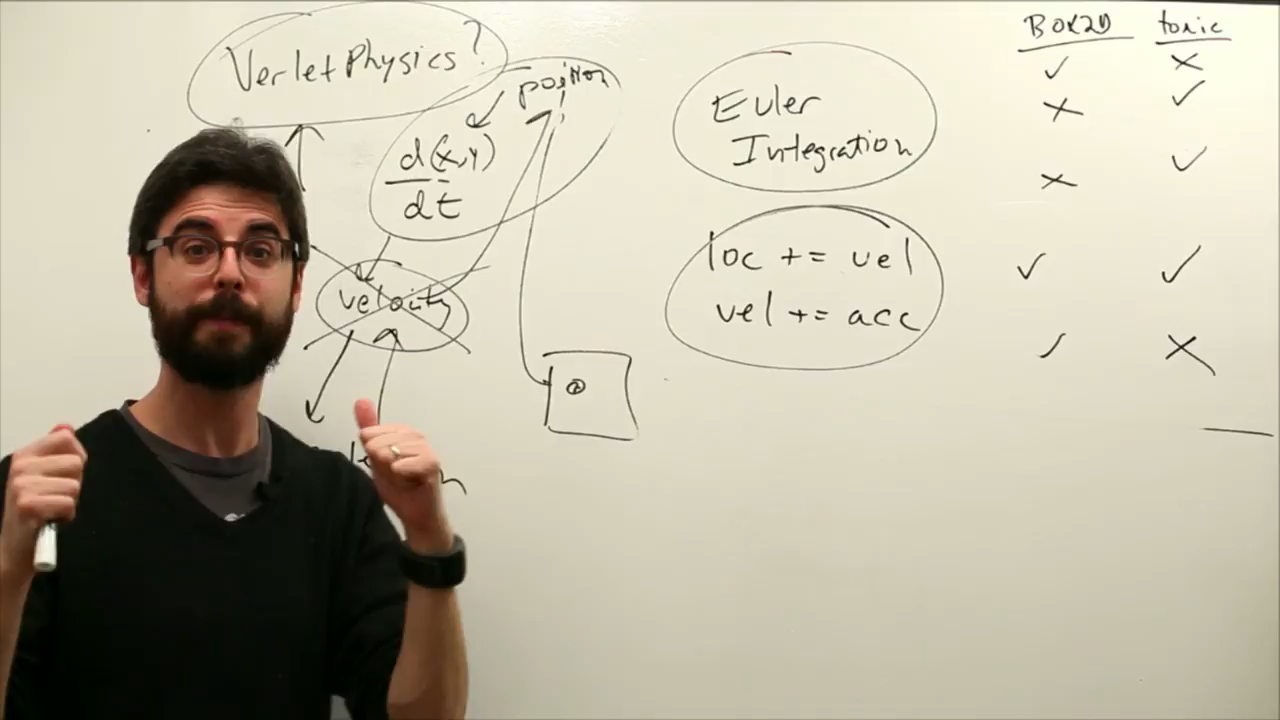 Verlet Physics?
position
d(x,y)
dt
velocity
Euler
Integration
loc += vel
vel += acc
BOX2D toxic
✓ ✗
✗ ✓
✗ ✓
✓ ✓
✓ ✗